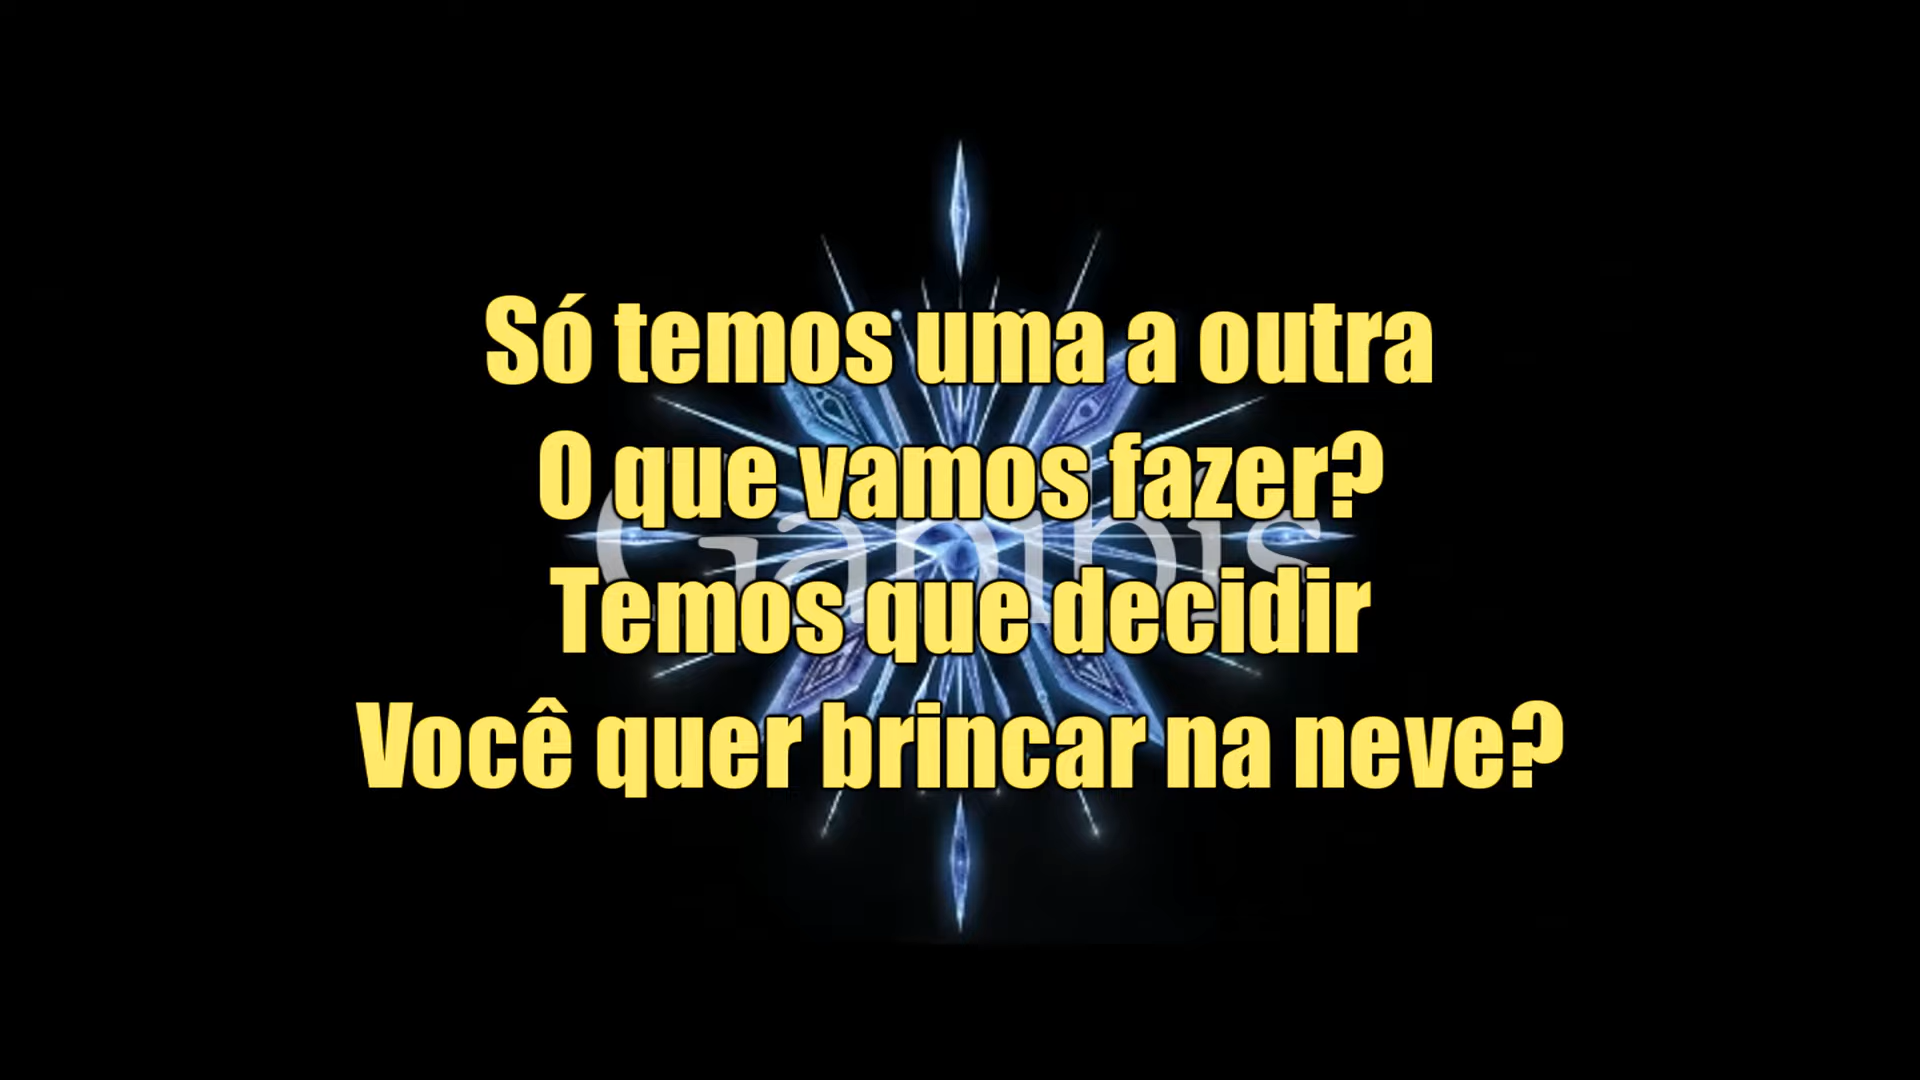 Só temos uma a outra
O que vamos fazer?
Temos que decidir
Você quer brincar na neve?